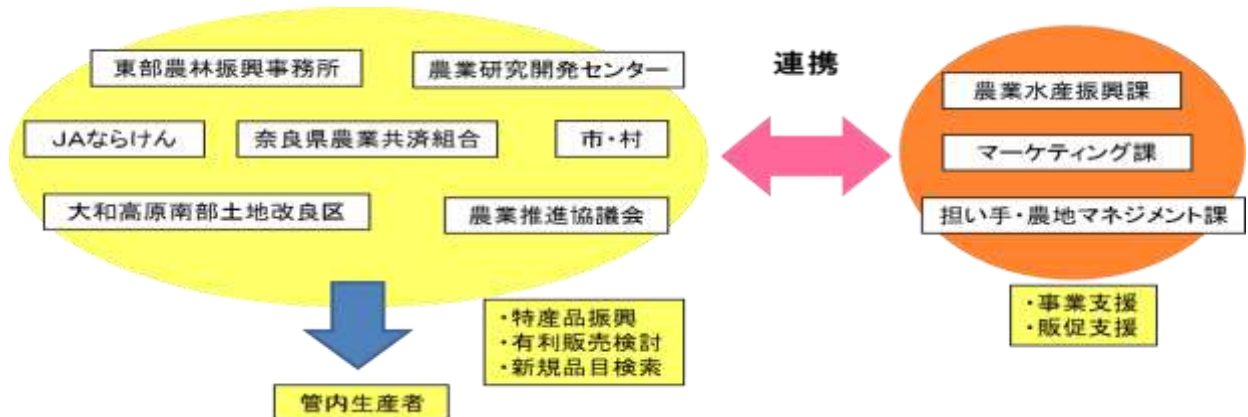 東部農林振興事務所
農業研究開発センター
連携
農業水産振興課
JAならけん
奈良県農業共済組合
市・村
マーケティング課
大和高原南部土地改良区
農業推進協議会
担い手・農地マネジメント課
・特産品振興
・有利販売検討
・新規品目検索
・事業支援
・販促支援
管内生産者